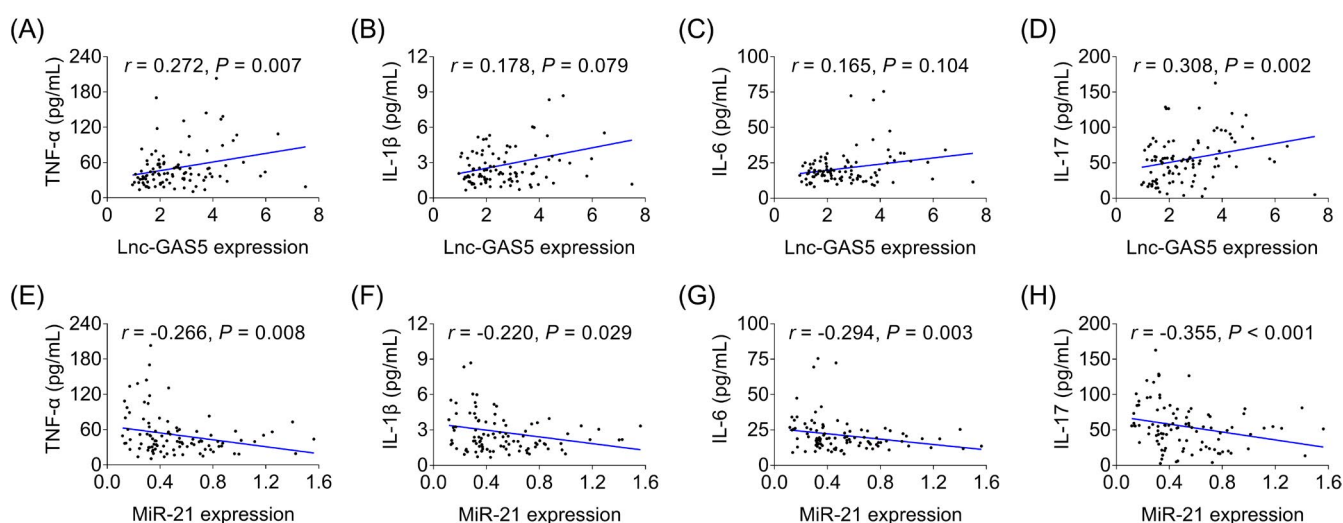 (A)
TNF-α (pg/mL)
240
180
120
60
0
r = 0.272, P = 0.007
0 2 4 6 8
Lnc-GAS5 expression
(B)
IL-1β (pg/mL)
12
9
6
3
0
r = 0.178, P = 0.079
0 2 4 6 8
Lnc-GAS5 expression
(C)
IL-6 (pg/mL)
100
75
50
25
0
r = 0.165, P = 0.104
0 2 4 6 8
Lnc-GAS5 expression
(D)
IL-17 (pg/mL)
200
150
100
50
0
r = 0.308, P = 0.002
0 2 4 6 8
Lnc-GAS5 expression
(E)
TNF-α (pg/mL)
240
180
120
60
0
r = -0.266, P = 0.008
0.0 0.4 0.8 1.2 1.6
MiR-21 expression
(F)
IL-1β (pg/mL)
12
9
6
3
0
r = -0.220, P = 0.029
0.0 0.4 0.8 1.2 1.6
MiR-21 expression
(G)
IL-6 (pg/mL)
100
75
50
25
0
r = -0.294, P = 0.003
0.0 0.4 0.8 1.2 1.6
MiR-21 expression
(H)
IL-17 (pg/mL)
200
150
100
50
0
r = -0.355, P < 0.001
0.0 0.4 0.8 1.2 1.6
MiR-21 expression